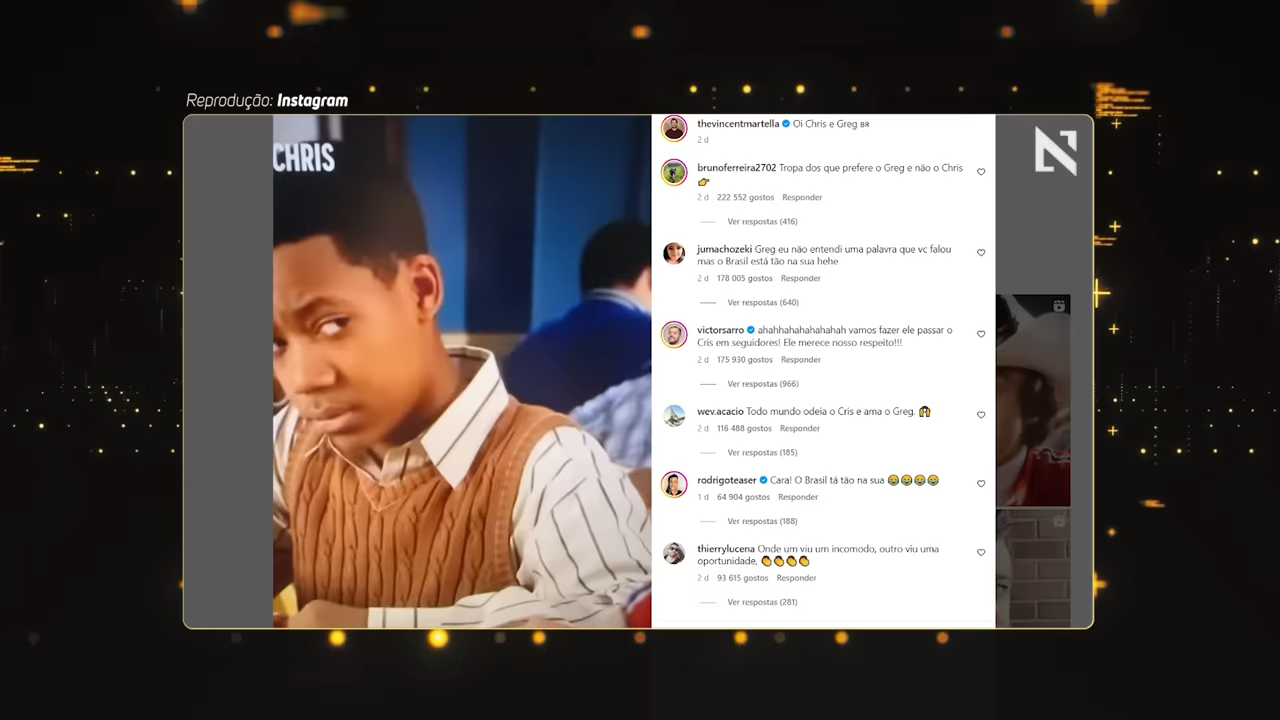 Reprodução: Instagram
CHRIS
thevincentmartella Oi Chris e Greg BR
2 d
brunoferreira2702 Tropa dos que prefere o Greg e não o Chris
👉
2 d 222 552 gostos Responder
Ver respostas (416)
jumachozeki Greg eu não entendi uma palavra que vc falou
mas o Brasil está tão na sua hehe
2 d 178 005 gostos Responder
Ver respostas (640)
victorsarro ahahhahahahahahah vamos fazer ele passar o
Cris em seguidores! Ele merece nosso respeito!!!
2 d 175 930 gostos Responder
Ver respostas (966)
wev.acacio Todo mundo odeia o Cris e ama o Greg.
2 d 116 488 gostos Responder
Ver respostas (185)
rodrigoteaser Cara! O Brasil tá tão na sua 😂😂😂😂
1 d 64 904 gostos Responder
Ver respostas (188)
thierrylucena Onde um viu um incomodo, outro viu uma
oportunidade, 👏👏👏👏
2 d 93 615 gostos Responder
Ver respostas (281)